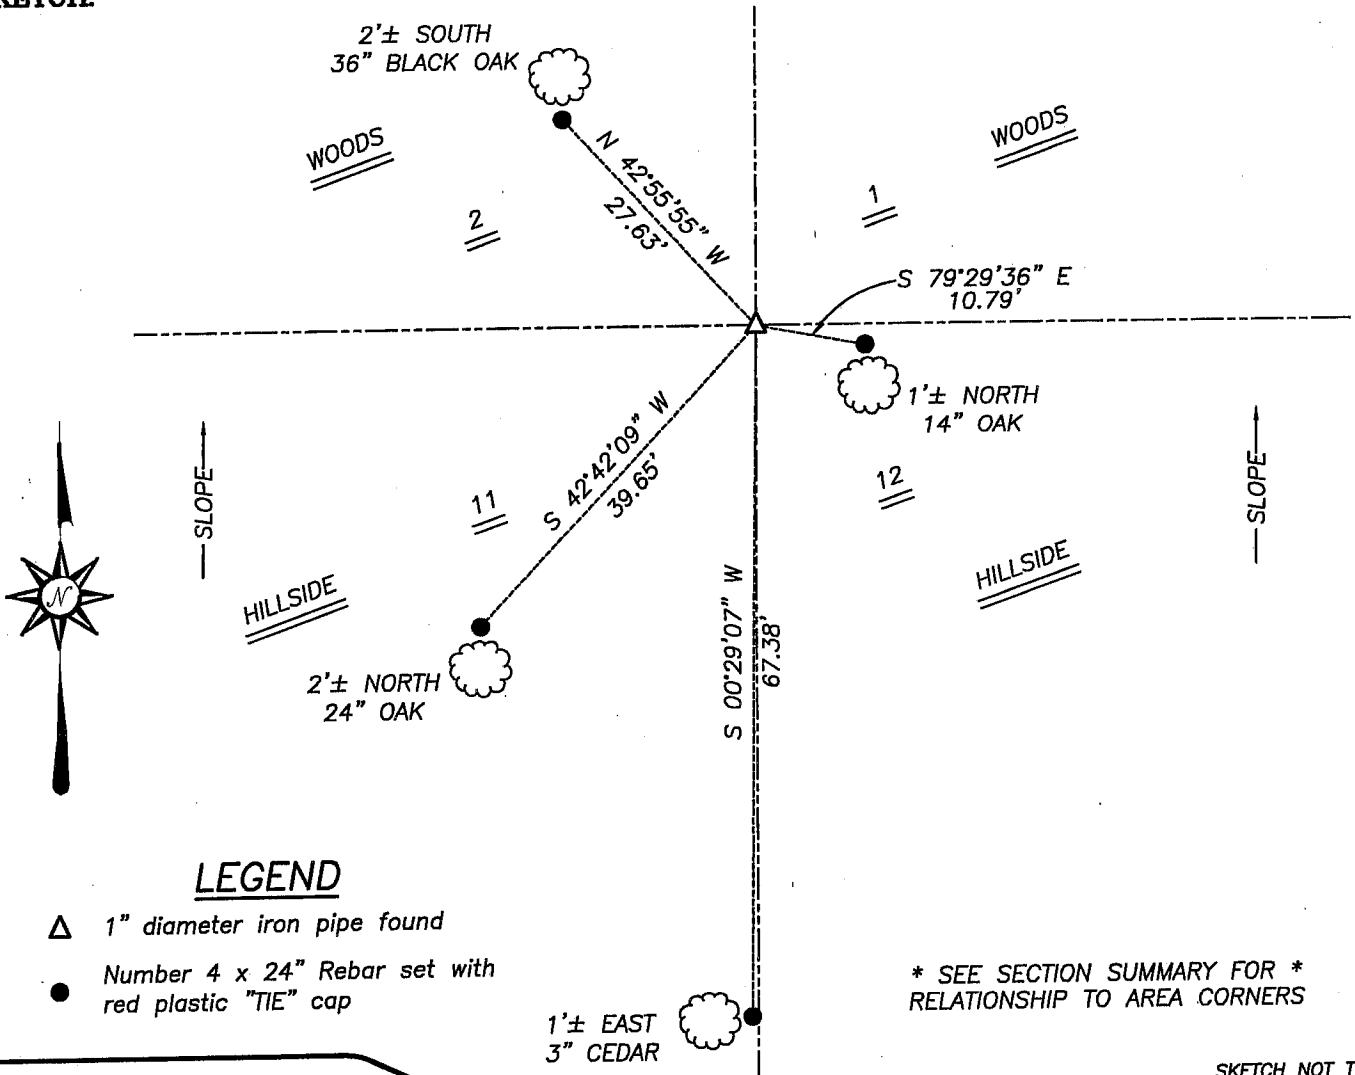 2'± SOUTH
36" BLACK OAK
WOODS
WOODS
N 42°55'55" W
27.63'
2
1
S 79°29'36" E
10.79'
1'± NORTH
14" OAK
S 42°42'09" W
39.65'
SLOPE
SLOPE
11
12
HILLSIDE
HILLSIDE
N
S 00°29'07" W
67.38'
2'± NORTH
24" OAK
LEGEND
1" diameter iron pipe found
Number 4 x 24" Rebar set with
red plastic "TIE" cap
* SEE SECTION SUMMARY FOR *
RELATIONSHIP TO AREA CORNERS
1'± EAST
3" CEDAR
SKETCH NOT